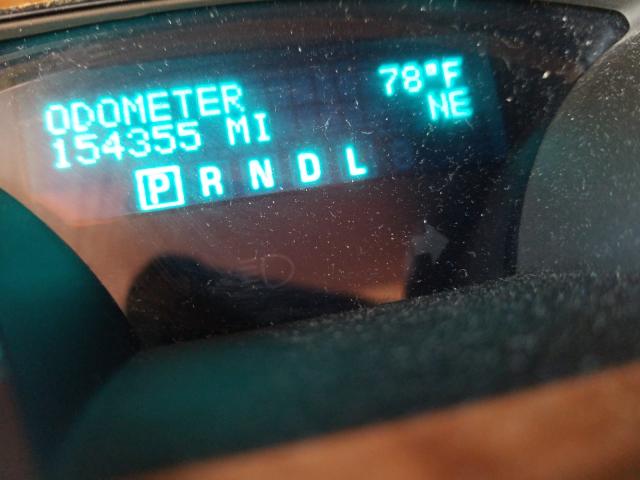 ODOMETER 78°F
154355 MI NE
P R N D L